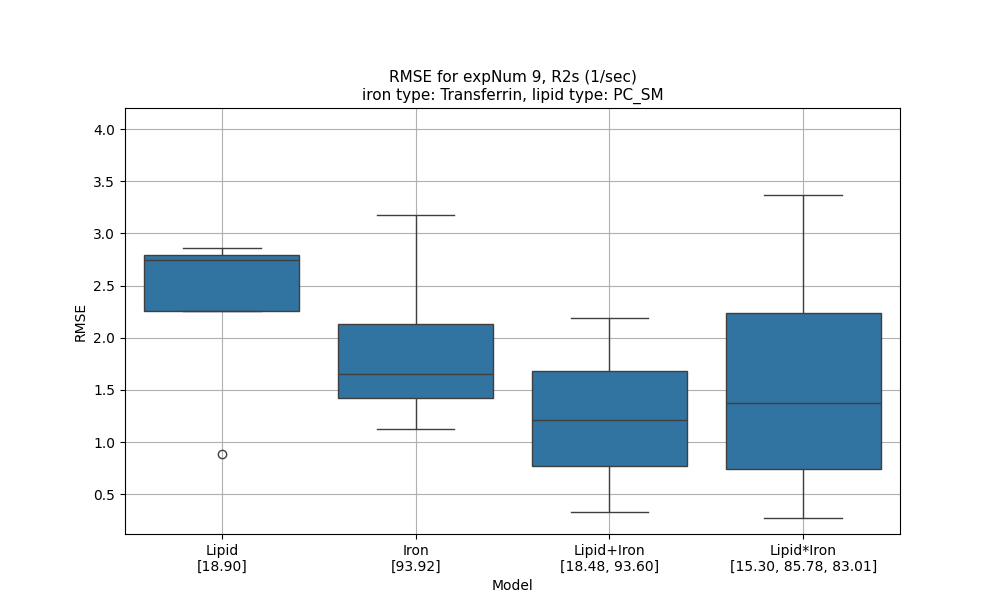 RMSE for expNum 9, R2s (1/sec)
iron type: Transferrin, lipid type: PC_SM
4.0
3.5
3.0
2.5
2.0
1.5
1.0
0.5
RMSE
Lipid
[18.90]
Iron
[93.92]
Lipid+Iron
[18.48, 93.60]
Lipid*Iron
[15.30, 85.78, 83.01]
Model